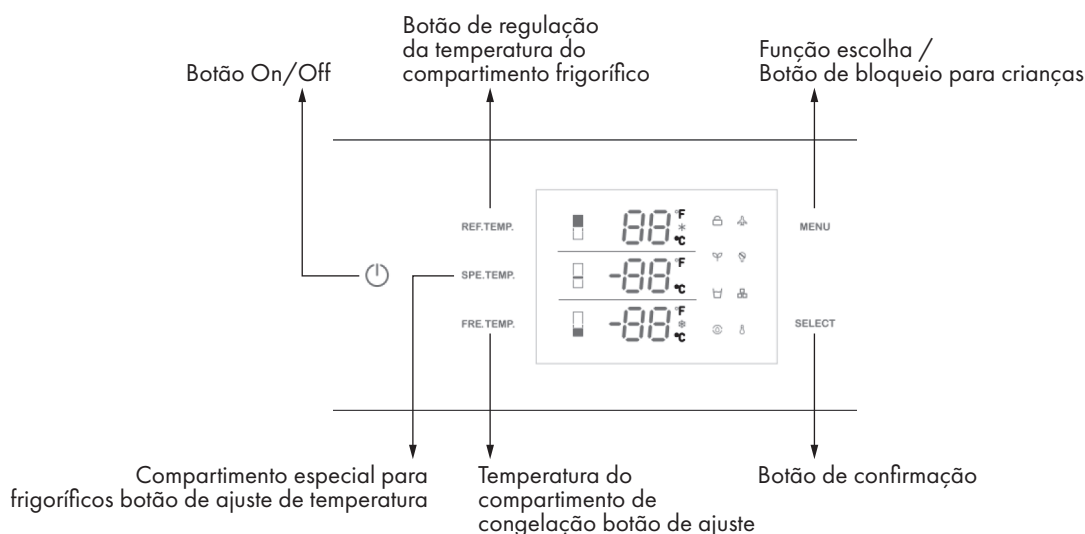 Botão On/Off
Botão de regulação
da temperatura do
compartimento frigorífico
Função escolha /
Botão de bloqueio para crianças
REF.TEMP.
88 °F
°C
MENU
SPE.TEMP.
-88 °F
°C
FRE.TEMP.
-88 °F
°C
SELECT
Compartimento especial para
frigoríficos botão de ajuste de temperatura
Temperatura do
compartimento de
congelação botão de ajuste
Botão de confirmação